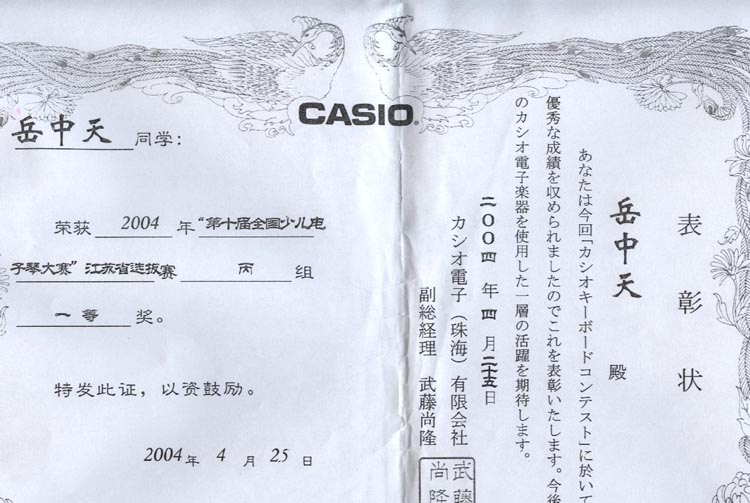 CASIO
岳中天 同学:
荣获 2004 年“第十届全国少儿电
子琴大赛”江苏省选拔赛 丙 组
一等 奖。
特发此证，以资鼓励。
2004年 4 月 25 日
表彰状
岳中天 殿
あなたは今回「カシオキーボードコンテスト」に於いて
優秀な成績を収められましたのでこれを表彰いたします。今後
のカシオ電子楽器を使用した一層の活躍を期待します。
二00四 年 四 月 二十五日
カシオ電子（珠海）有限会社
副総経理 武藤尚隆
武藤
尚隆